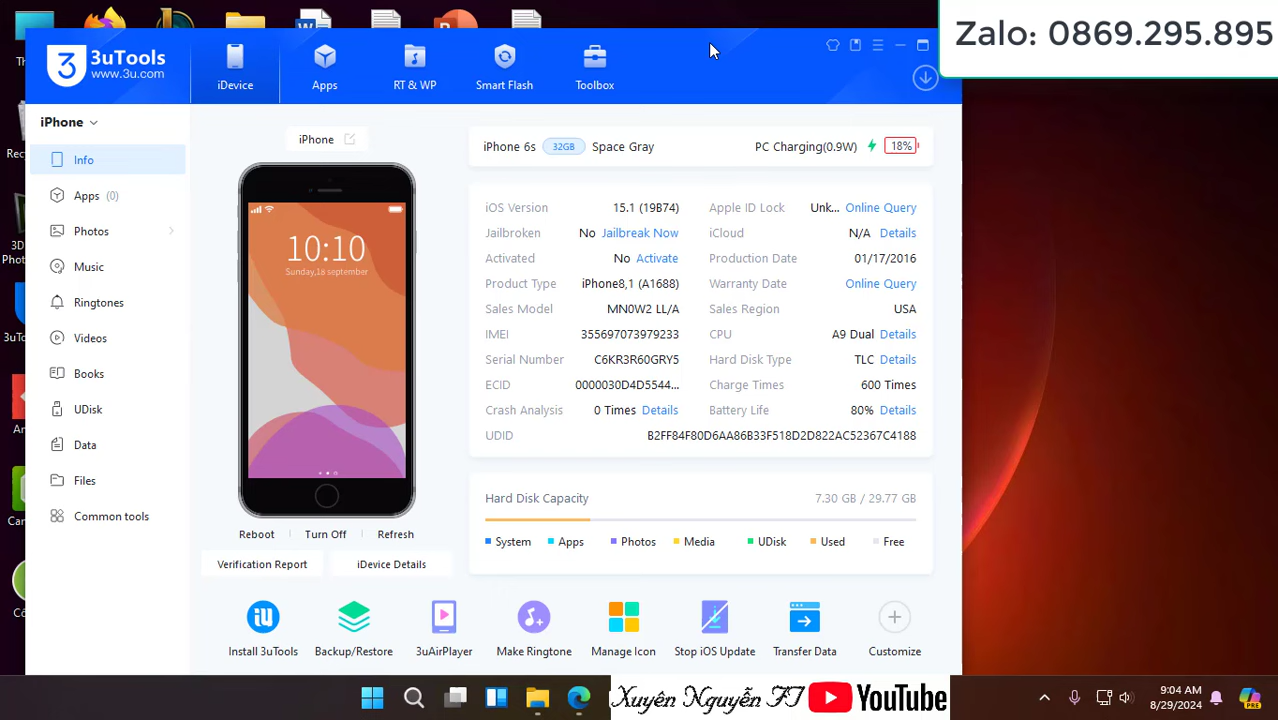 Zalo: 0869.295.895
3uTools
www.3u.com
iDevice
Apps
RT & WP
Smart Flash
Toolbox
iPhone
Info
Apps (0)
Photos
Music
Ringtones
Videos
Books
UDisk
Data
Files
Common tools
iPhone
10:10
Sunday,16 september
Reboot
Turn Off
Refresh
Verification Report
iDevice Details
iPhone 6s 32GB Space Gray PC Charging(0.9W) 18%
iOS Version 15.1 (19B74) Apple ID Lock Unk... Online Query
Jailbroken No Jailbreak Now iCloud N/A Details
Activated No Activate Production Date 01/17/2016
Product Type iPhone8,1 (A1688) Warranty Date Online Query
Sales Model MN0W2 LL/A Sales Region USA
IMEI 355697073979233 CPU A9 Dual Details
Serial Number C6KR3R60GRY5 Hard Disk Type TLC Details
ECID 0000030D4D5544... Charge Times 600 Times
Crash Analysis 0 Times Details Battery Life 80% Details
UDID B2FF84F80D6AA86B33F518D2D822AC52367C4188
Hard Disk Capacity 7.30 GB / 29.77 GB
System Apps Photos Media UDisk Used Free
Install 3uTools
Backup/Restore
3uAirPlayer
Make Ringtone
Manage Icon
Stop iOS Update
Transfer Data
Customize
Xuyên Nguyễn IT YouTube
9:04 AM
8/29/2024
PRE